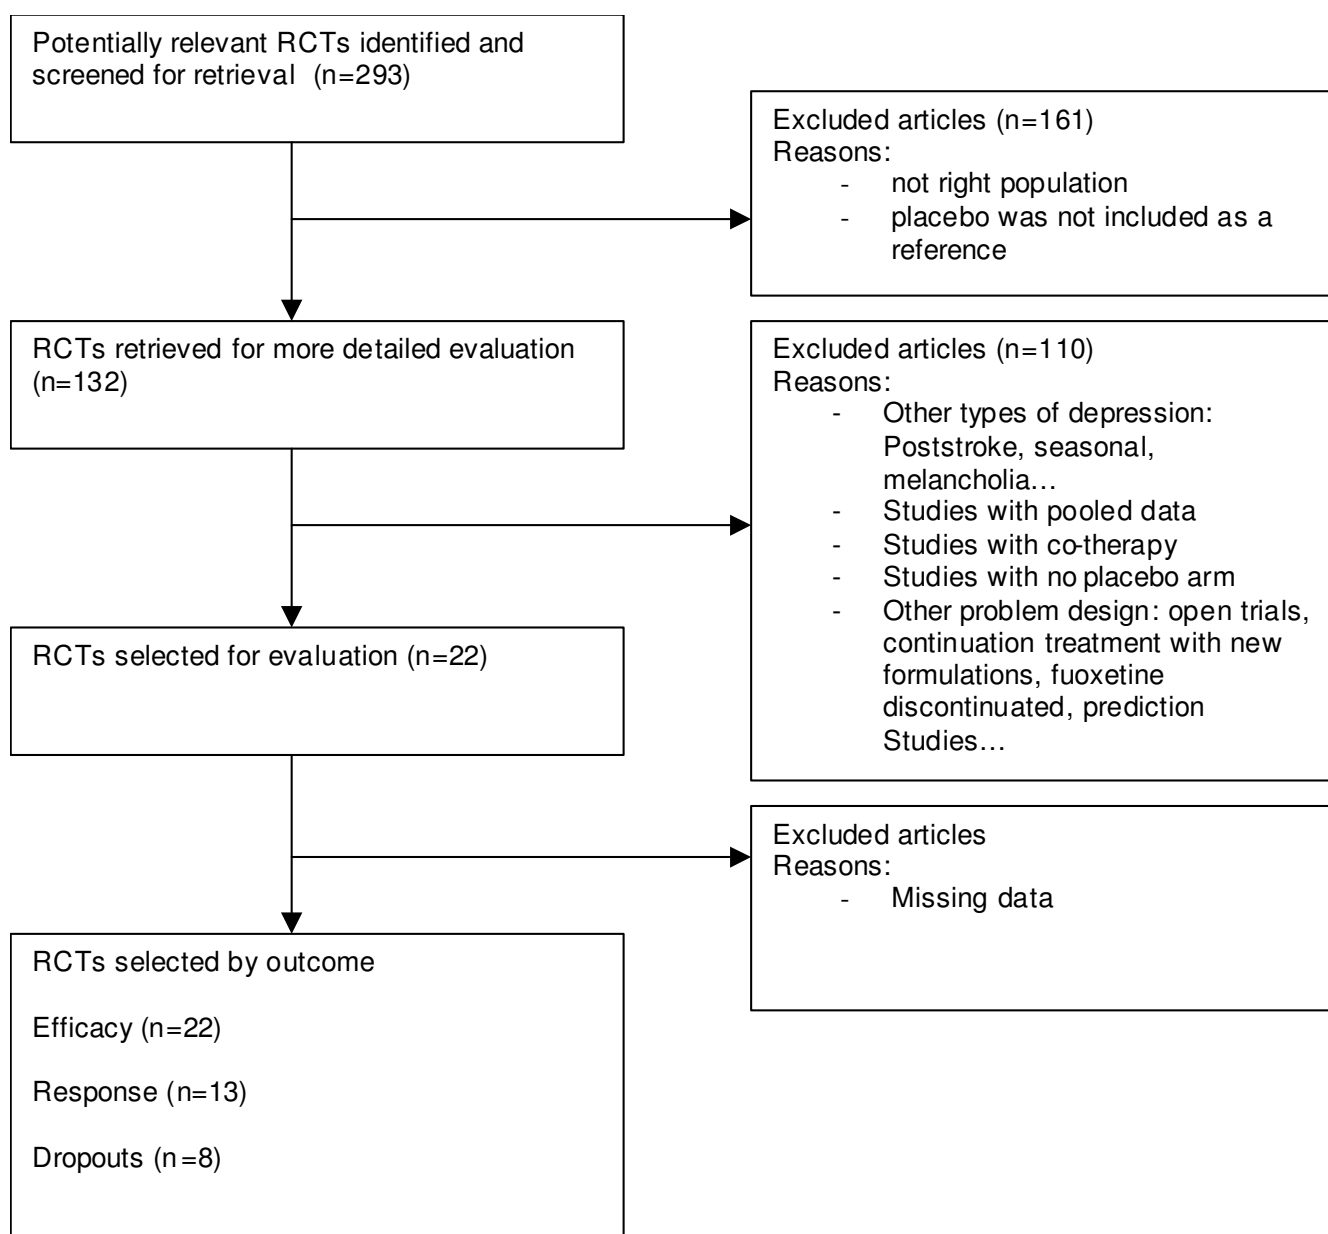 Potentially relevant RCTs identified and
screened for retrieval (n=293)
Excluded articles (n=161)
Reasons:
- not right population
- placebo was not included as a
reference
RCTs retrieved for more detailed evaluation
(n=132)
Excluded articles (n=110)
Reasons:
- Other types of depression:
Poststroke, seasonal,
melancholia…
- Studies with pooled data
- Studies with co-therapy
- Studies with no placebo arm
- Other problem design: open trials,
continuation treatment with new
formulations, fuoxetine
discontinuated, prediction
Studies…
RCTs selected for evaluation (n=22)
Excluded articles
Reasons:
- Missing data
RCTs selected by outcome
Efficacy (n=22)
Response (n=13)
Dropouts (n=8)